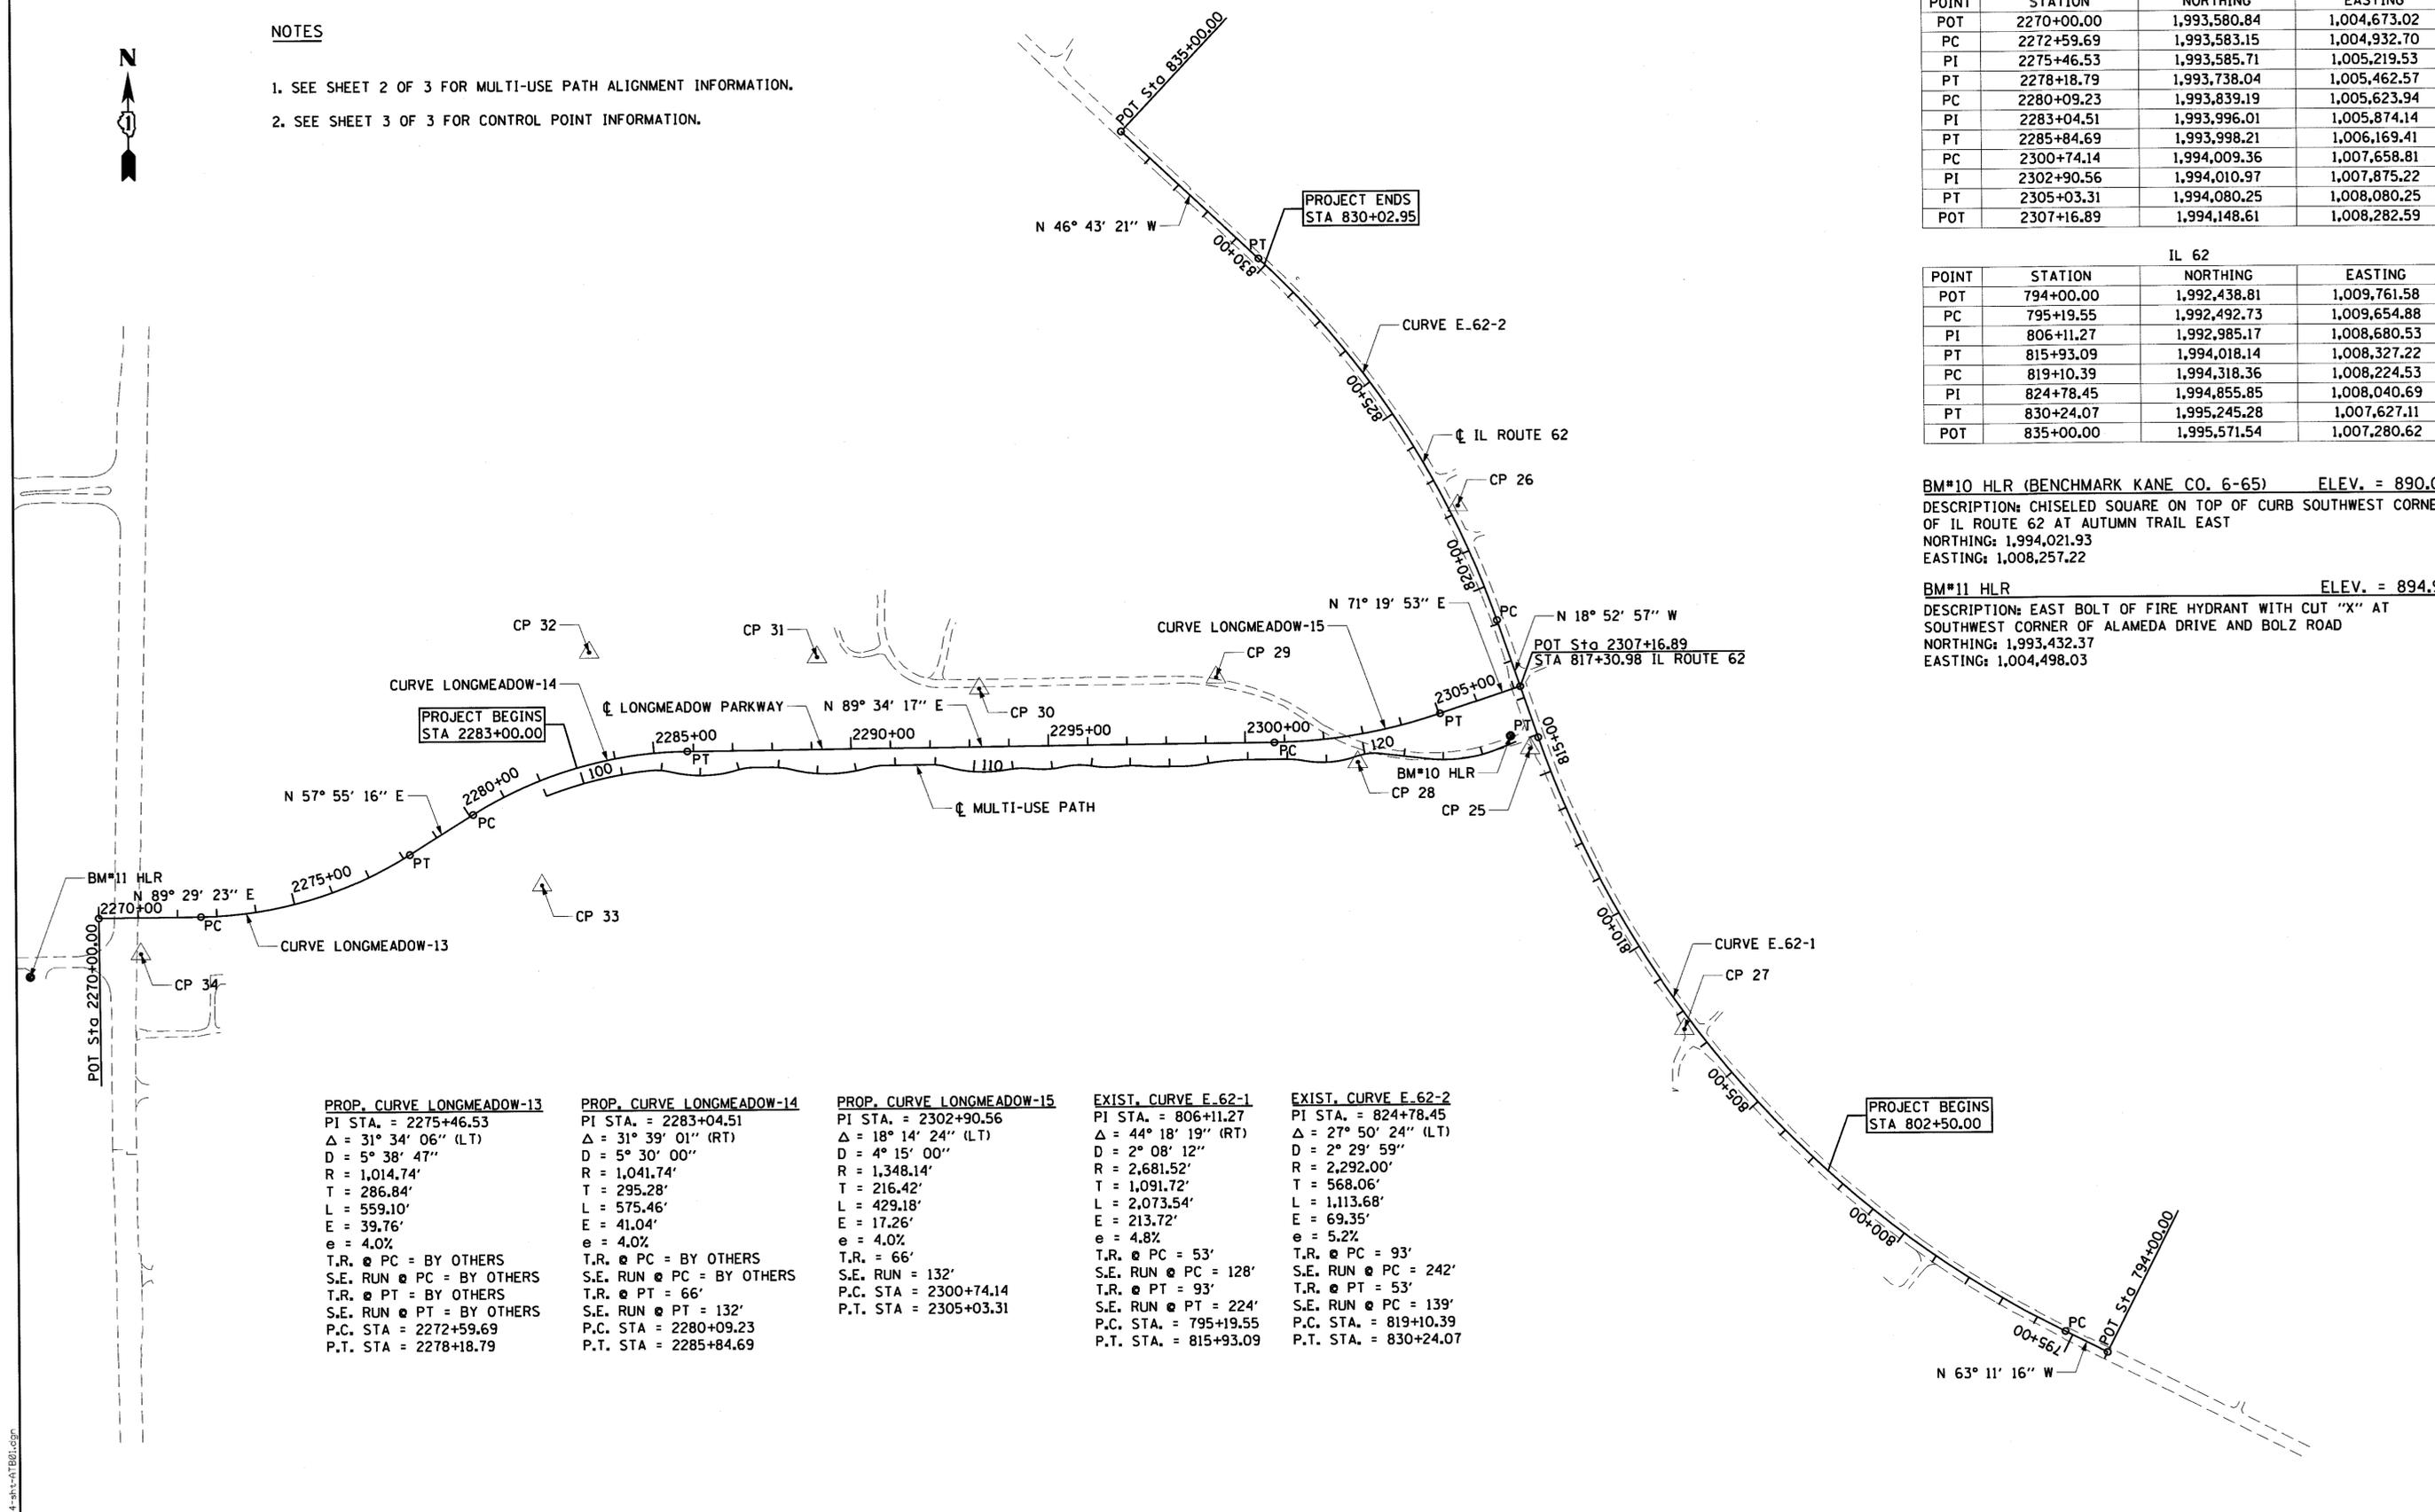 NOTES
1. SEE SHEET 2 OF 3 FOR MULTI-USE PATH ALIGNMENT INFORMATION.
2. SEE SHEET 3 OF 3 FOR CONTROL POINT INFORMATION.
N
1
POT Sta 835+00.00
N 46° 43' 21" W
PROJECT ENDS
STA 830+02.95
PT
830+00
CURVE E_62-2
825+00
℄ IL ROUTE 62
CP 26
820+00
PC
N 71° 19' 53" E
N 18° 52' 57" W
CURVE LONGMEADOW-15
POT Sta 2307+16.89
STA 817+30.98 IL ROUTE 62
CP 32
CP 31
CP 29
CURVE LONGMEADOW-14
CP 30
2305+00
PT
PROJECT BEGINS
STA 2283+00.00
℄ LONGMEADOW PARKWAY
N 89° 34' 17" E
2285+00
2290+00
2295+00
2300+00
PT
PC
100
110
120
PT
815+00
BM#10 HLR
CP 28
CP 25
℄ MULTI-USE PATH
2280+00
N 57° 55' 16" E
PC
PT
2275+00
BM#11 HLR
N 89° 29' 23" E
2270+00
PC
CP 33
CURVE LONGMEADOW-13
CP 34
POT Sta 2270+00.00
810+00
CURVE E_62-1
CP 27
805+00
PROJECT BEGINS
STA 802+50.00
800+00
POT Sta 794+00.00
PC
795+00
N 63° 11' 16" W
PROP. CURVE LONGMEADOW-13
PI STA. = 2275+46.53
Δ = 31° 34' 06" (LT)
D = 5° 38' 47"
R = 1,014.74'
T = 286.84'
L = 559.10'
E = 39.76'
e = 4.0%
T.R. @ PC = BY OTHERS
S.E. RUN @ PC = BY OTHERS
T.R. @ PT = BY OTHERS
S.E. RUN @ PT = BY OTHERS
P.C. STA = 2272+59.69
P.T. STA = 2278+18.79
PROP. CURVE LONGMEADOW-14
PI STA. = 2283+04.51
Δ = 31° 39' 01" (RT)
D = 5° 30' 00"
R = 1,041.74'
T = 295.28'
L = 575.46'
E = 41.04'
e = 4.0%
T.R. @ PC = BY OTHERS
S.E. RUN @ PC = BY OTHERS
T.R. @ PT = 66'
S.E. RUN @ PT = 132'
P.C. STA = 2280+09.23
P.T. STA = 2285+84.69
PROP. CURVE LONGMEADOW-15
PI STA. = 2302+90.56
Δ = 18° 14' 24" (LT)
D = 4° 15' 00"
R = 1,348.14'
T = 216.42'
L = 429.18'
E = 17.26'
e = 4.0%
T.R. = 66'
S.E. RUN = 132'
P.C. STA = 2300+74.14
P.T. STA = 2305+03.31
EXIST. CURVE E_62-1
PI STA. = 806+11.27
Δ = 44° 18' 19" (RT)
D = 2° 08' 12"
R = 2,681.52'
T = 1,091.72'
L = 2,073.54'
E = 213.72'
e = 4.8%
T.R. @ PC = 53'
S.E. RUN @ PC = 128'
T.R. @ PT = 93'
S.E. RUN @ PT = 224'
P.C. STA. = 795+19.55
P.T. STA. = 815+93.09
EXIST. CURVE E_62-2
PI STA. = 824+78.45
Δ = 27° 50' 24" (LT)
D = 2° 29' 59"
R = 2,292.00'
T = 568.06'
L = 1,113.68'
E = 69.35'
e = 5.2%
T.R. @ PC = 93'
S.E. RUN @ PC = 242'
T.R. @ PT = 53'
S.E. RUN @ PC = 139'
P.C. STA. = 819+10.39
P.T. STA. = 830+24.07
POINT STATION NORTHING EASTING
POT 2270+00.00 1,993,580.84 1,004,673.02
PC 2272+59.69 1,993,583.15 1,004,932.70
PI 2275+46.53 1,993,585.71 1,005,219.53
PT 2278+18.79 1,993,738.04 1,005,462.57
PC 2280+09.23 1,993,839.19 1,005,623.94
PI 2283+04.51 1,993,996.01 1,005,874.14
PT 2285+84.69 1,993,998.21 1,006,169.41
PC 2300+74.14 1,994,009.36 1,007,658.81
PI 2302+90.56 1,994,010.97 1,007,875.22
PT 2305+03.31 1,994,080.25 1,008,080.25
POT 2307+16.89 1,994,148.61 1,008,282.59
IL 62
POINT STATION NORTHING EASTING
POT 794+00.00 1,992,438.81 1,009,761.58
PC 795+19.55 1,992,492.73 1,009,654.88
PI 806+11.27 1,992,985.17 1,008,680.53
PT 815+93.09 1,994,018.14 1,008,327.22
PC 819+10.39 1,994,318.36 1,008,224.53
PI 824+78.45 1,994,855.85 1,008,040.69
PT 830+24.07 1,995,245.28 1,007,627.11
POT 835+00.00 1,995,571.54 1,007,280.62
BM#10 HLR (BENCHMARK KANE CO. 6-65) ELEV. = 890.0
DESCRIPTION: CHISELED SQUARE ON TOP OF CURB SOUTHWEST CORNE
OF IL ROUTE 62 AT AUTUMN TRAIL EAST
NORTHING: 1,994,021.93
EASTING: 1,008,257.22
BM#11 HLR ELEV. = 894.9
DESCRIPTION: EAST BOLT OF FIRE HYDRANT WITH CUT "X" AT
SOUTHWEST CORNER OF ALAMEDA DRIVE AND BOLZ ROAD
NORTHING: 1,993,432.37
EASTING: 1,004,498.03
4-sht-ATB01.dgn